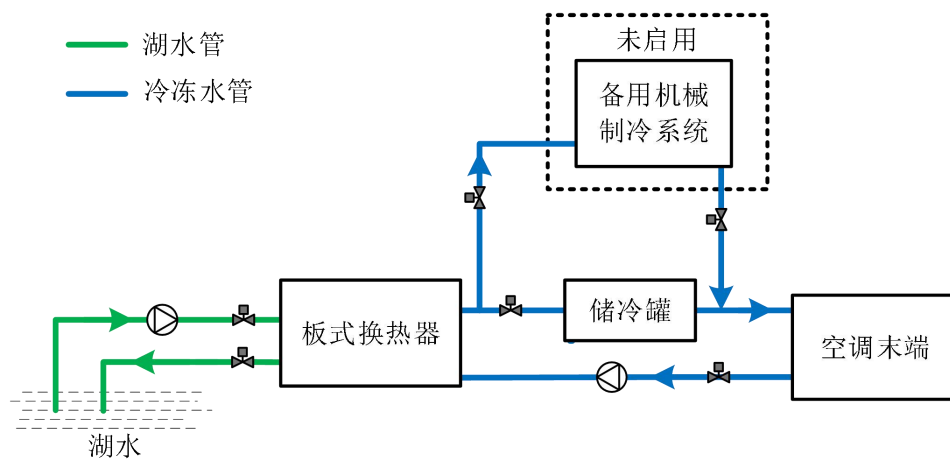 湖水管
冷冻水管
未启用
备用机械
制冷系统
板式换热器
储冷罐
空调末端
湖水